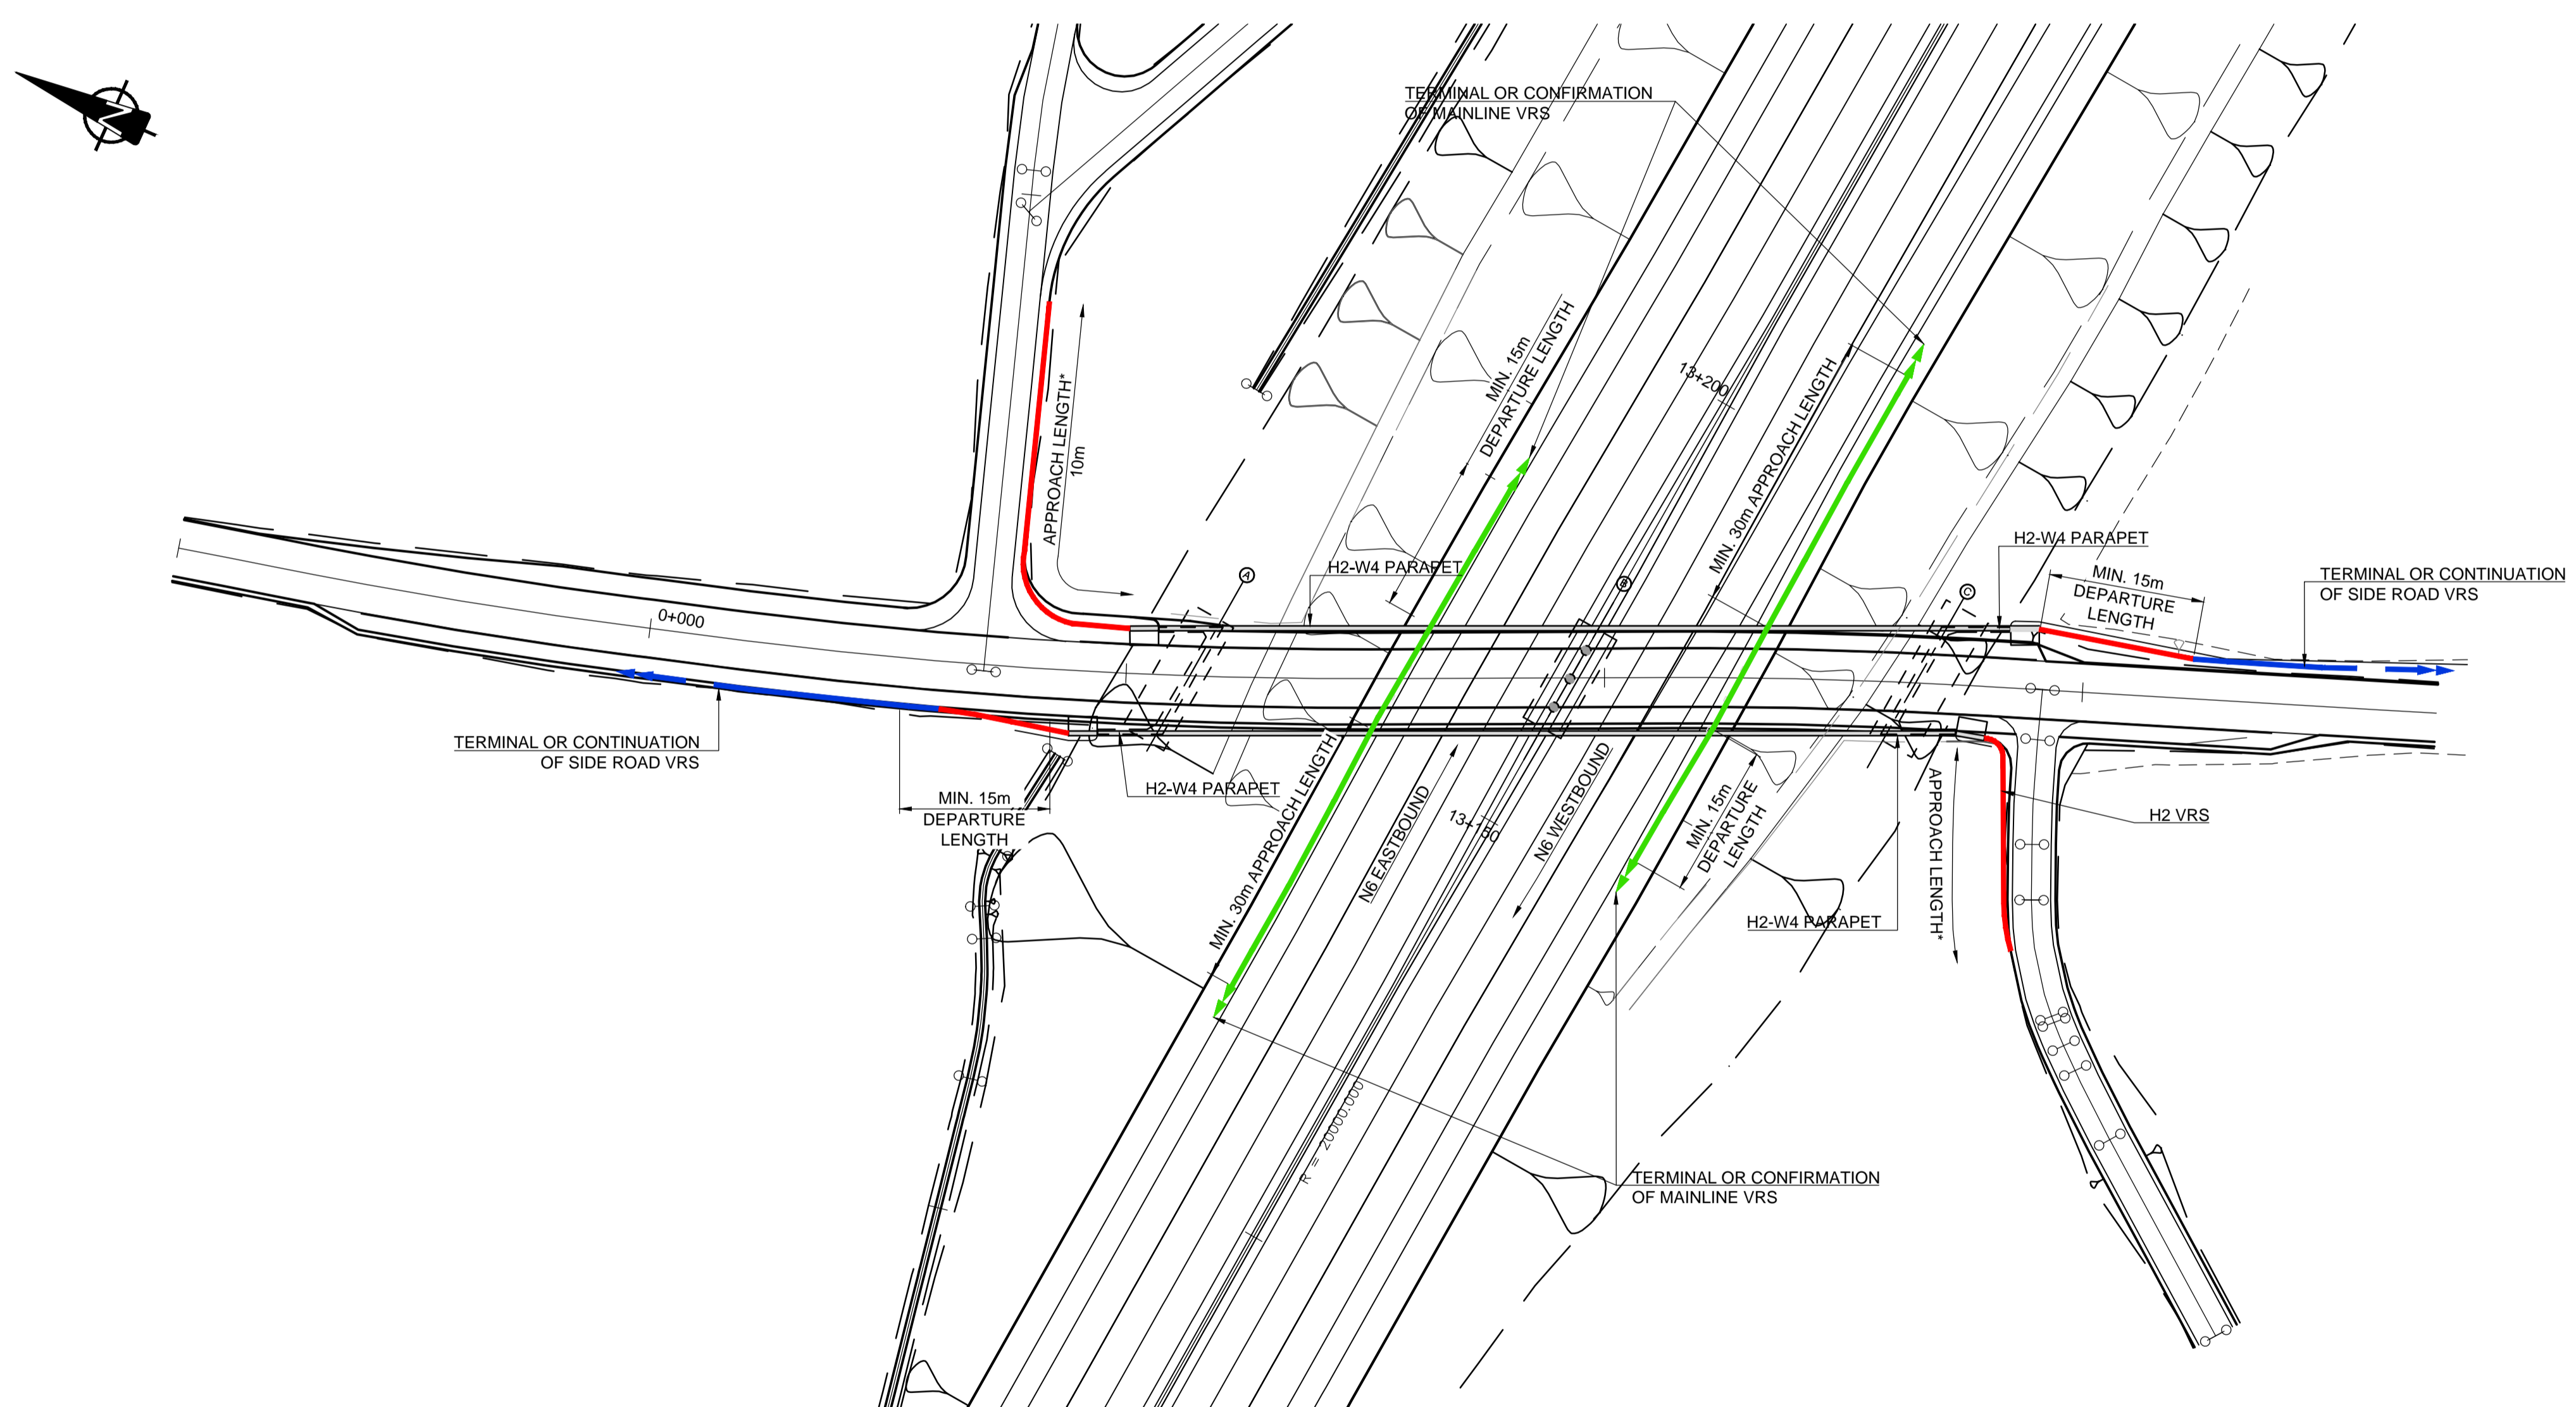 TERMINAL OR CONFIRMATION
OF MAINLINE VRS
N
13+200
MIN. 15m
DEPARTURE LENGTH
MIN. 30m APPROACH LENGTH
APPROACH LENGTH*
10m
H2-W4 PARAPET
A
B
C
H2-W4 PARAPET
MIN. 15m
DEPARTURE
LENGTH
TERMINAL OR CONTINUATION
OF SIDE ROAD VRS
0+000
TERMINAL OR CONTINUATION
OF SIDE ROAD VRS
MIN. 15m
DEPARTURE
LENGTH
H2-W4 PARAPET
MIN. 30m APPROACH LENGTH
N6 EASTBOUND
13+150
N6 WESTBOUND
MIN. 15m
DEPARTURE
LENGTH
H2-W4 PARAPET
APPROACH LENGTH*
H2 VRS
R = 20000.000
TERMINAL OR CONFIRMATION
OF MAINLINE VRS